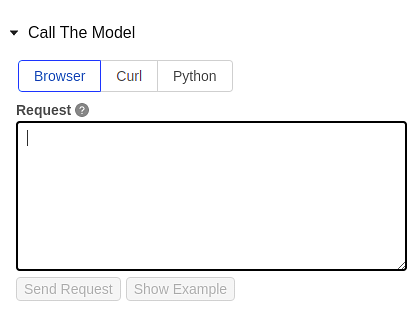 Call The Model
Browser Curl Python
Request ?
Send Request Show Example